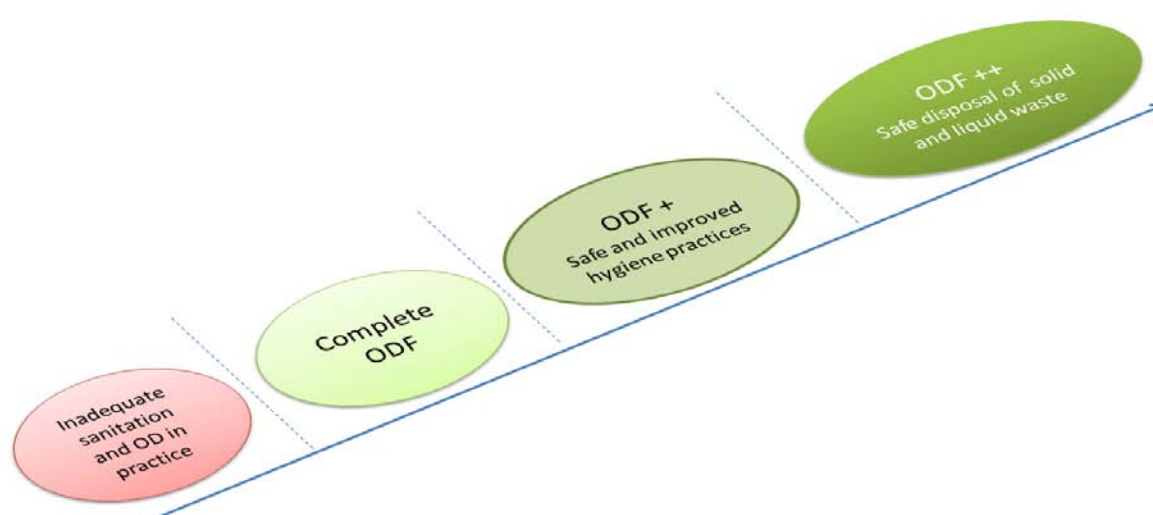 ODF ++
Safe disposal of solid
and liquid waste
ODF +
Safe and improved
hygiene practices
Complete
ODF
Inadequate
sanitation
and OD in
practice